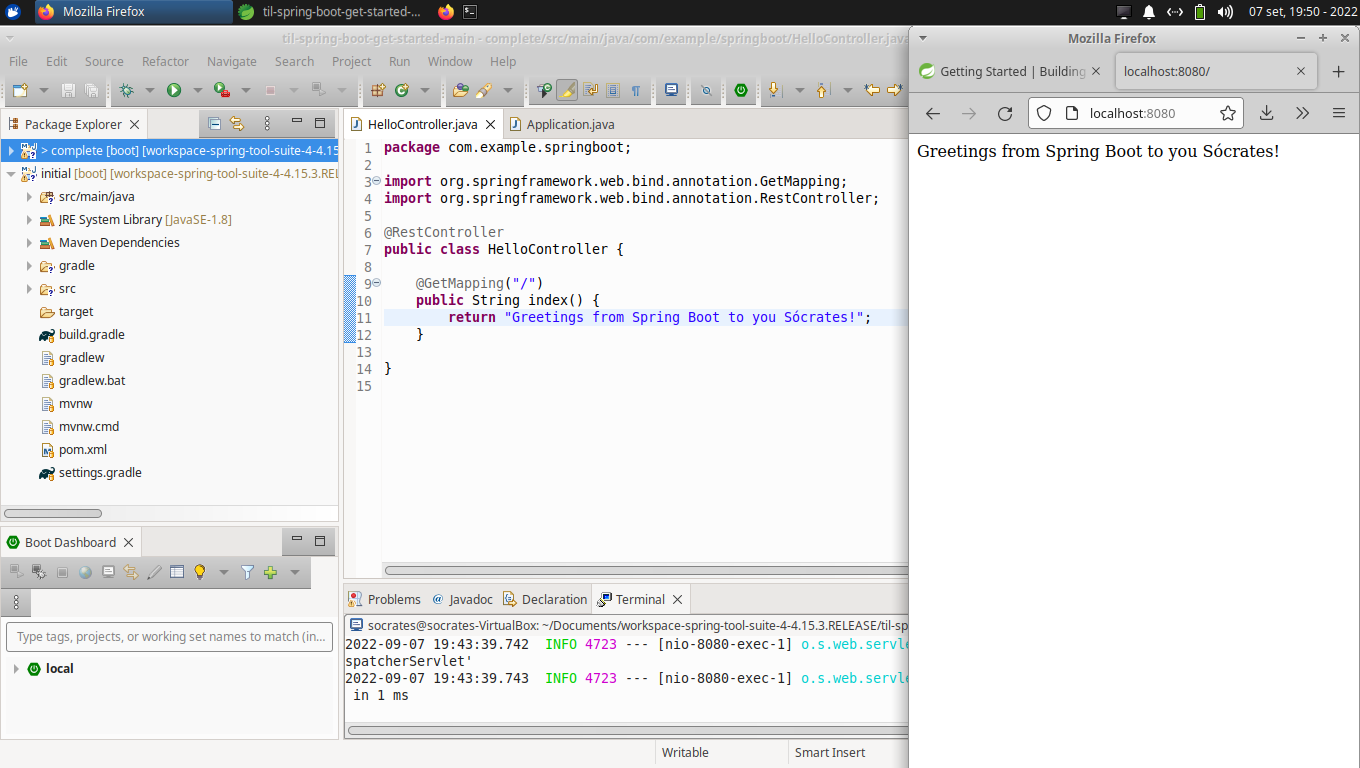 Mozilla Firefox
til-spring-boot-get-started-...
07 set, 19:50 - 2022
til-spring-boot-get-started-main - complete/src/main/java/com/example/springboot/HelloController.java
File Edit Source Refactor Navigate Search Project Run Window Help
Package Explorer
> complete [boot] [workspace-spring-tool-suite-4-4.15
initial [boot] [workspace-spring-tool-suite-4-4.15.3.REL
src/main/java
JRE System Library [JavaSE-1.8]
Maven Dependencies
gradle
src
target
build.gradle
gradlew
gradlew.bat
mvnw
mvnw.cmd
pom.xml
settings.gradle
Boot Dashboard
Type tags, projects, or working set names to match (in...
local
HelloController.java
Application.java
1 package com.example.springboot;
2
3 import org.springframework.web.bind.annotation.GetMapping;
4 import org.springframework.web.bind.annotation.RestController;
5
6 @RestController
7 public class HelloController {
8
9 @GetMapping("/")
10 public String index() {
11 return "Greetings from Spring Boot to you Sócrates!";
12 }
13
14 }
15
Problems
@ Javadoc
Declaration
Terminal
socrates@socrates-VirtualBox: ~/Documents/workspace-spring-tool-suite-4-4.15.3.RELEASE/til-sp
2022-09-07 19:43:39.742 INFO 4723 --- [nio-8080-exec-1] o.s.web.servle
spatcherServlet'
2022-09-07 19:43:39.743 INFO 4723 --- [nio-8080-exec-1] o.s.web.servle
in 1 ms
Writable
Smart Insert
Mozilla Firefox
Getting Started | Building
localhost:8080/
localhost:8080
Greetings from Spring Boot to you Sócrates!